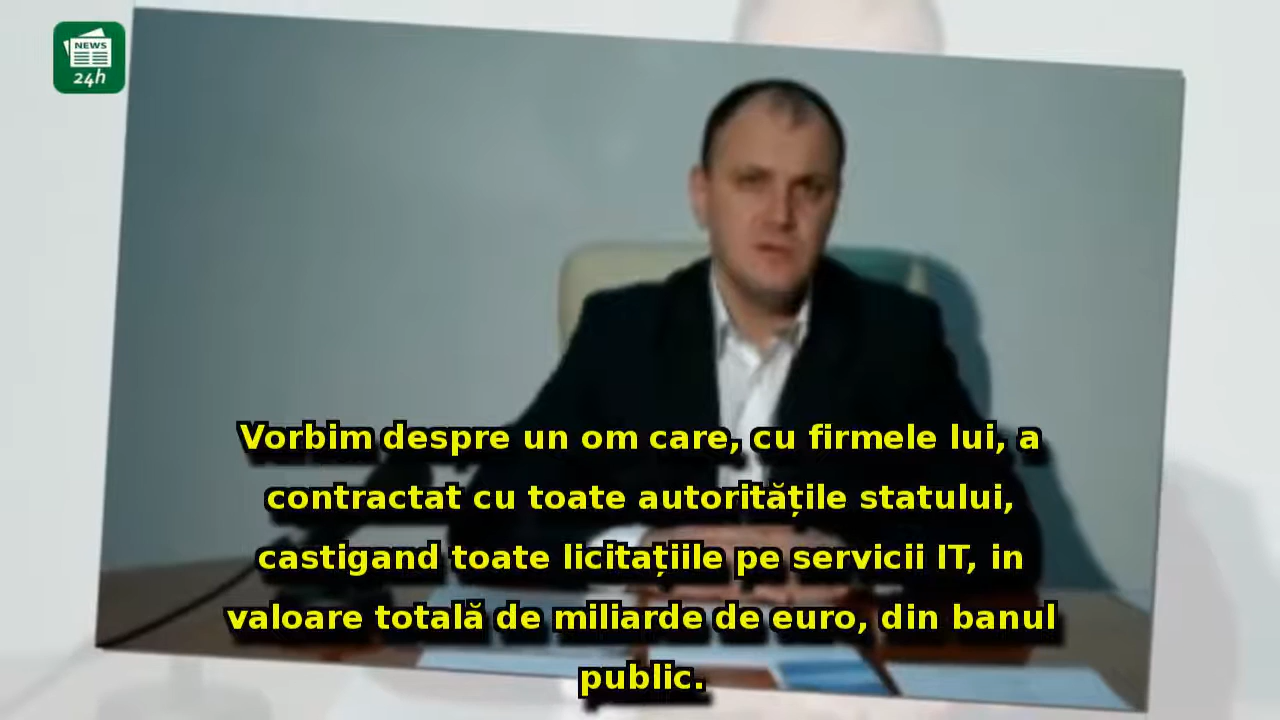 NEWS
24h
Vorbim despre un om care, cu firmele lui, a
contractat cu toate autoritățile statului,
castigand toate licitațiile pe servicii IT, in
valoare totală de miliarde de euro, din banul
public.